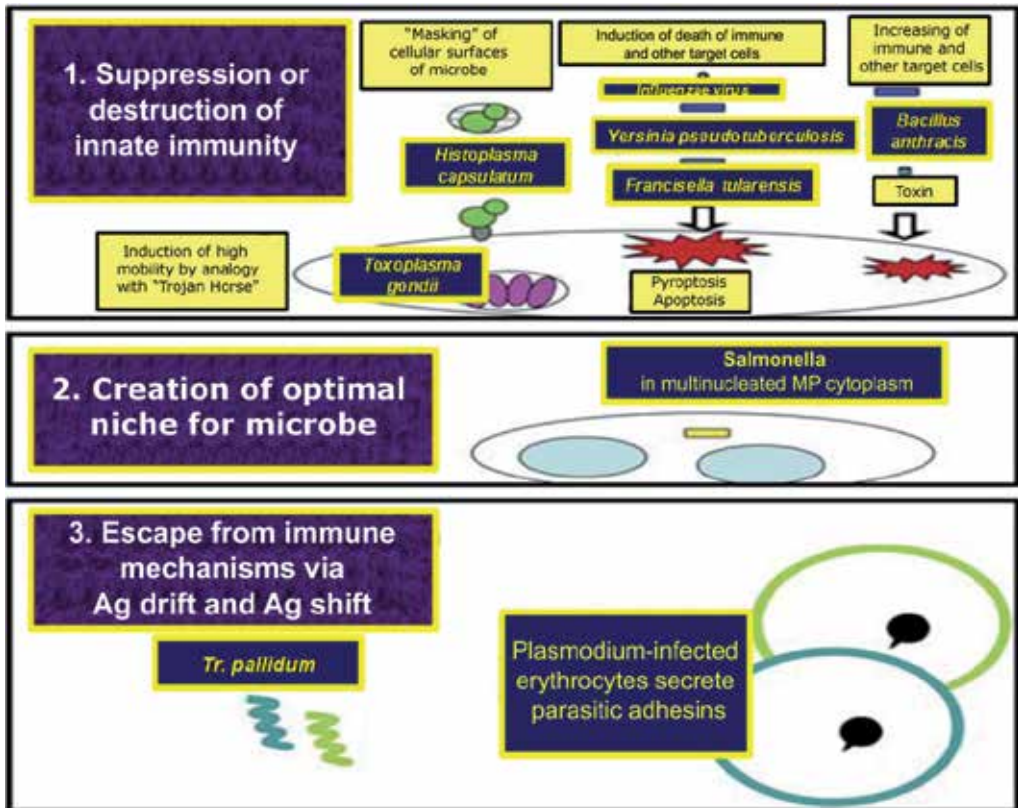 1. Suppression or
destruction of
innate immunity
"Masking" of
cellular surfaces
of microbe
Histoplasma
capsulatum
Induction of death of immune
and other target cells
Influenzae virus
Yersinia pseudotuberculosis
Francisella tularensis
Increasing of
immune and
other target cells
Bacillus
anthracis
Toxin
Induction of high
mobility by analogy
with "Trojan Horse"
Toxoplasma
gondii
Pyroptosis
Apoptosis
2. Creation of optimal
niche for microbe
Salmonella
in multinucleated MP cytoplasm
3. Escape from immune
mechanisms via
Ag drift and Ag shift
Tr. pallidum
Plasmodium-infected
erythrocytes secrete
parasitic adhesins